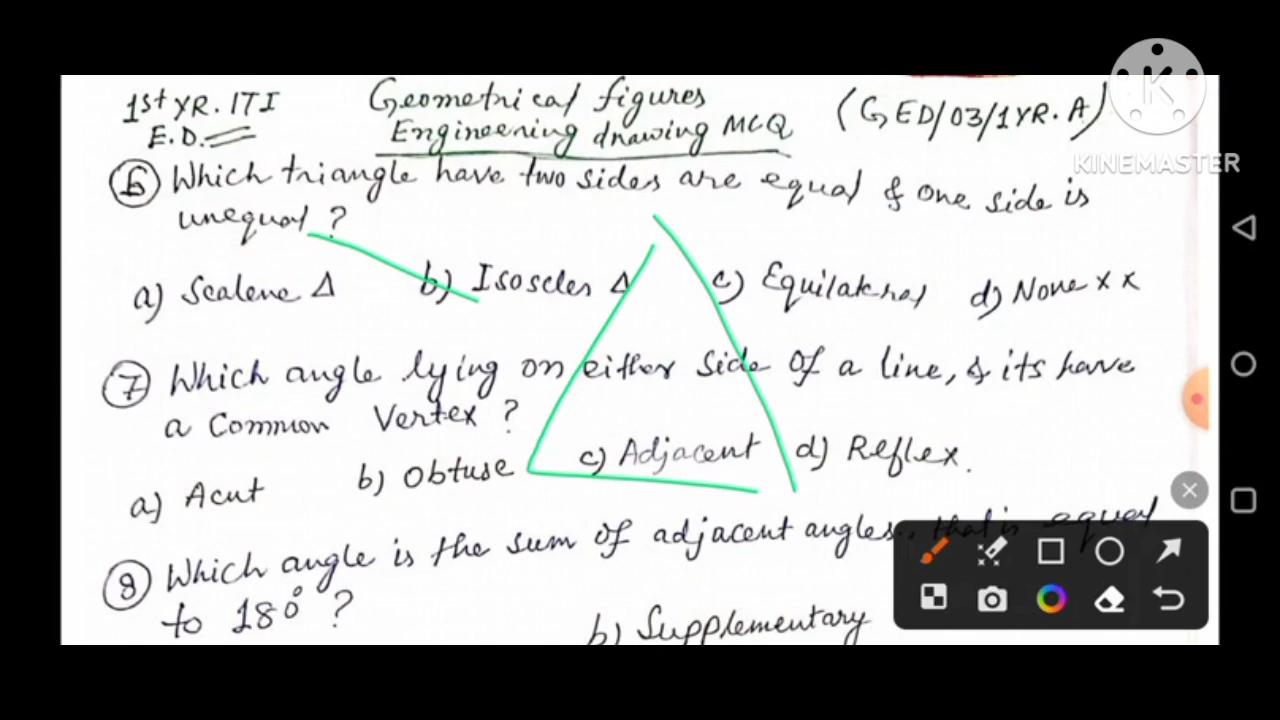 1st YR. ITI Geometrical figures (GED/03/1YR.A)
E.D. Engineering drawing MCQ
KINEMASTER
6 Which triangle have two sides are equal & one side is
unequal ?
a) Scalene Δ b) Isosceles Δ c) Equilateral d) None x x
7 Which angle lying on either side of a line, & its have
a Common Vertex ?
a) Acut b) Obtuse c) Adjacent d) Reflex.
8 Which angle is the sum of adjacent angles, that is equal
to 180° ?
b) Supplementary